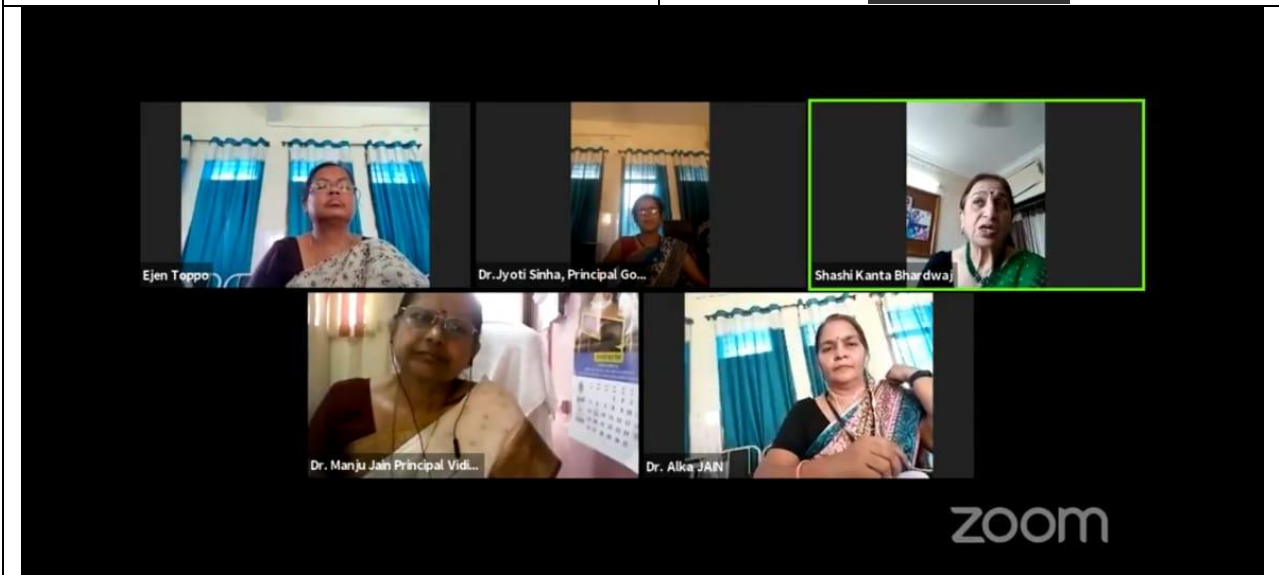 Ejen Toppo
Dr.Jyoti Sinha, Principal Go...
Shashi Kanta Bhardwaj
Dr. Manju Jain Principal Vidi...
Dr. Alka JAIN
zoom